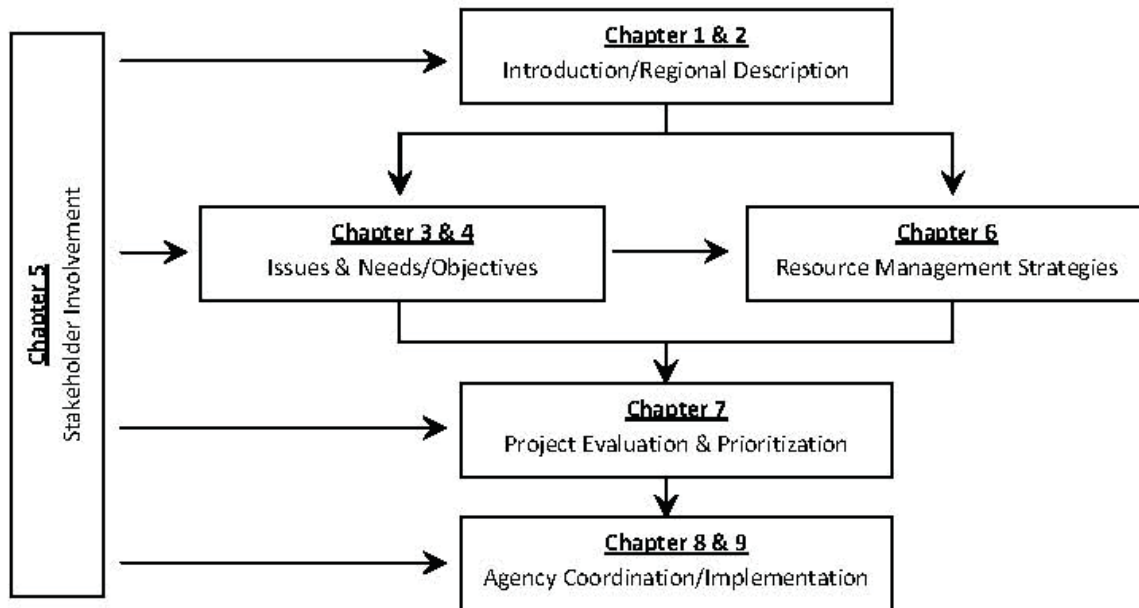 Chapter 1 & 2
Introduction/Regional Description
Chapter 3 & 4
Issues & Needs/Objectives
Chapter 6
Resource Management Strategies
Chapter 5
Stakeholder Involvement
Chapter 7
Project Evaluation & Prioritization
Chapter 8 & 9
Agency Coordination/Implementation